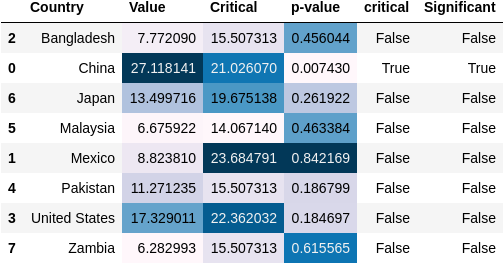 Country Value Critical p-value critical Significant
2 Bangladesh 7.772090 15.507313 0.456044 False False
0 China 27.118141 21.026070 0.007430 True True
6 Japan 13.499716 19.675138 0.261922 False False
5 Malaysia 6.675922 14.067140 0.463384 False False
1 Mexico 8.823810 23.684791 0.842169 False False
4 Pakistan 11.271235 15.507313 0.186799 False False
3 United States 17.329011 22.362032 0.184697 False False
7 Zambia 6.282993 15.507313 0.615565 False False